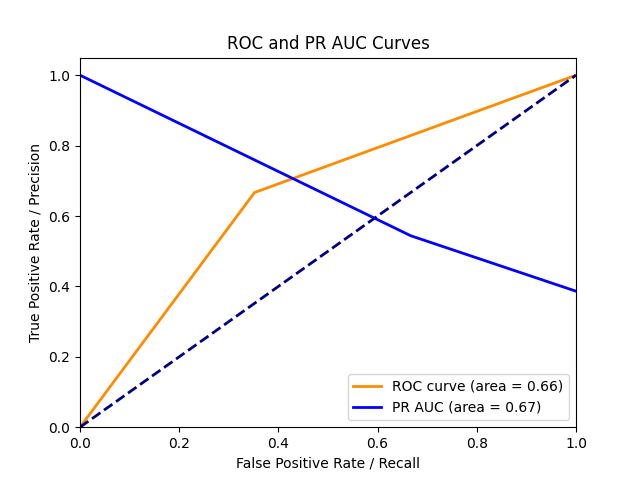 ROC and PR AUC Curves
True Positive Rate / Precision
1.0
0.8
0.6
0.4
0.2
0.0
ROC curve (area = 0.66)
PR AUC (area = 0.67)
0.0 0.2 0.4 0.6 0.8 1.0
False Positive Rate / Recall